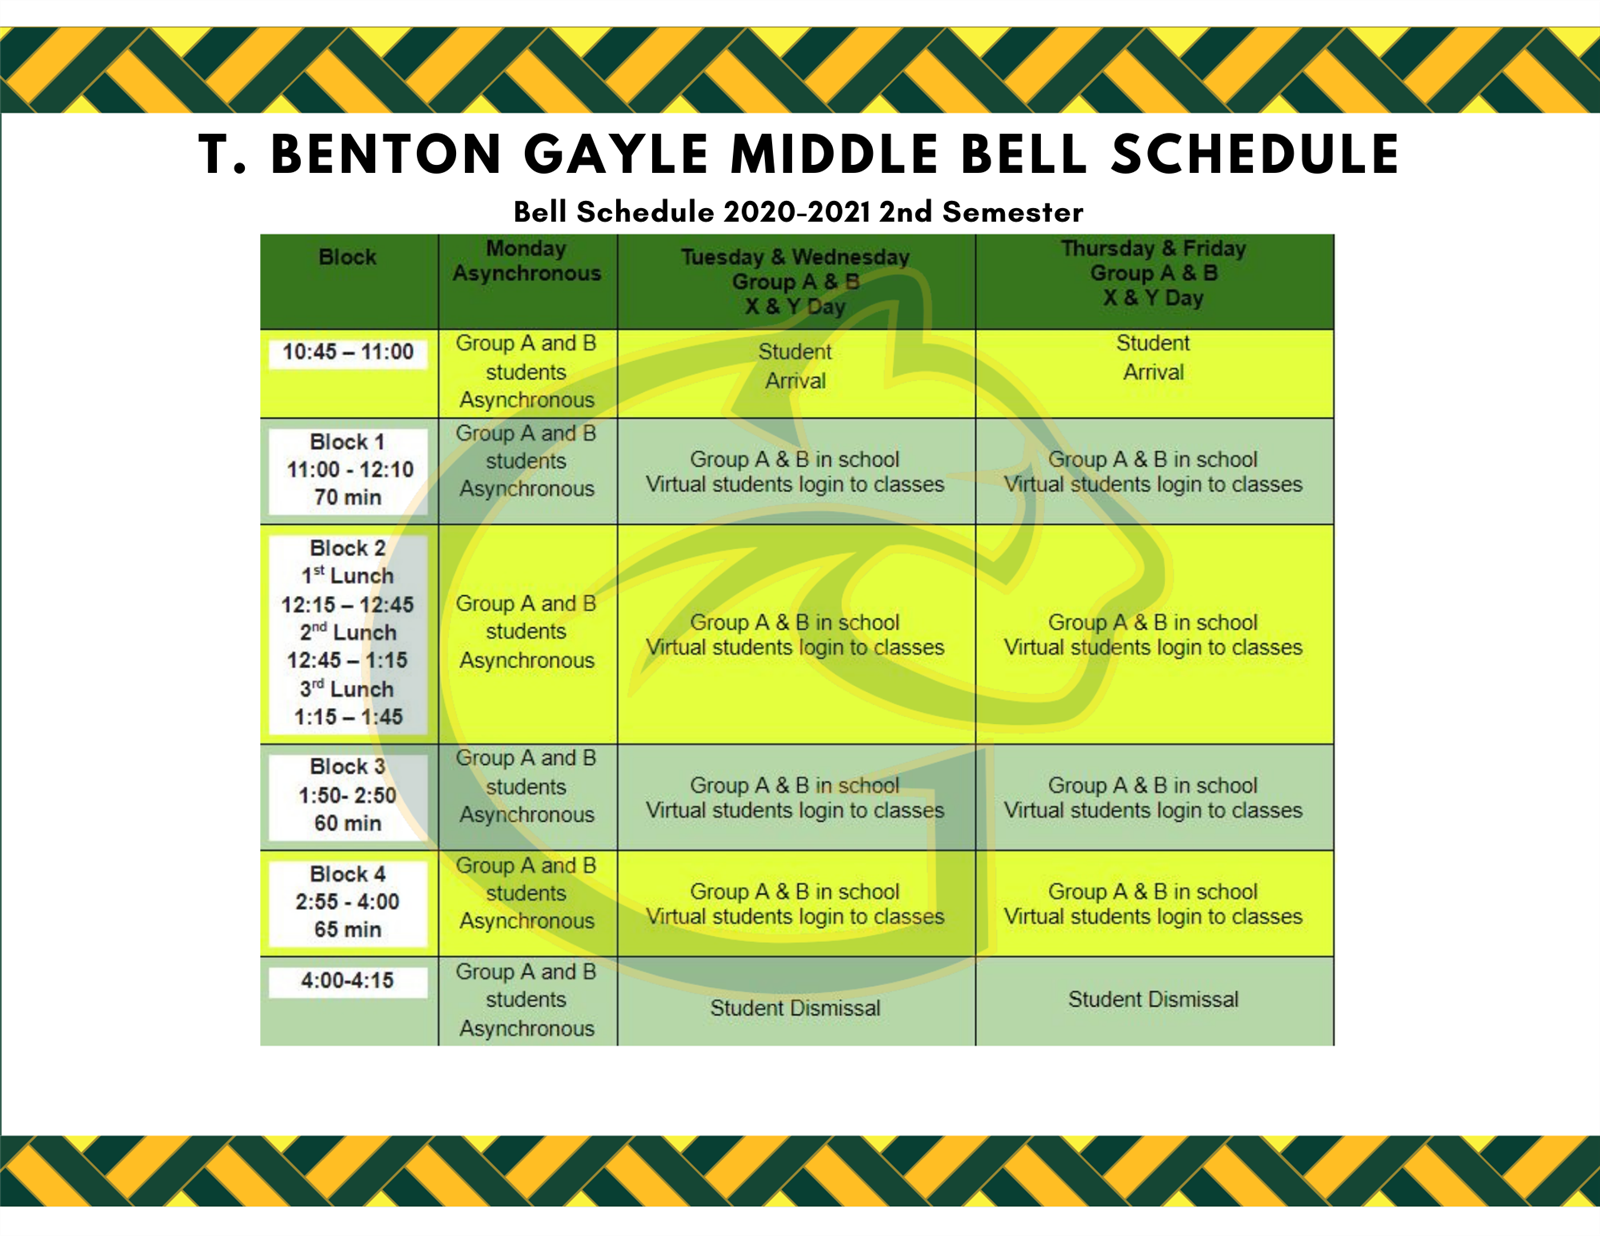 T. BENTON GAYLE MIDDLE BELL SCHEDULE
Bell Schedule 2020-2021 2nd Semester
Block
Monday
Asynchronous
Tuesday & Wednesday
Group A & B
X & Y Day
Thursday & Friday
Group A & B
X & Y Day
10:45 – 11:00
Group A and B
students
Asynchronous
Student
Arrival
Student
Arrival
Block 1
11:00 - 12:10
70 min
Group A and B
students
Asynchronous
Group A & B in school
Virtual students login to classes
Group A & B in school
Virtual students login to classes
Block 2
1st Lunch
12:15 – 12:45
2nd Lunch
12:45 – 1:15
3rd Lunch
1:15 – 1:45
Group A and B
students
Asynchronous
Group A & B in school
Virtual students login to classes
Group A & B in school
Virtual students login to classes
Block 3
1:50- 2:50
60 min
Group A and B
students
Asynchronous
Group A & B in school
Virtual students login to classes
Group A & B in school
Virtual students login to classes
Block 4
2:55 - 4:00
65 min
Group A and B
students
Asynchronous
Group A & B in school
Virtual students login to classes
Group A & B in school
Virtual students login to classes
4:00-4:15
Group A and B
students
Asynchronous
Student Dismissal
Student Dismissal